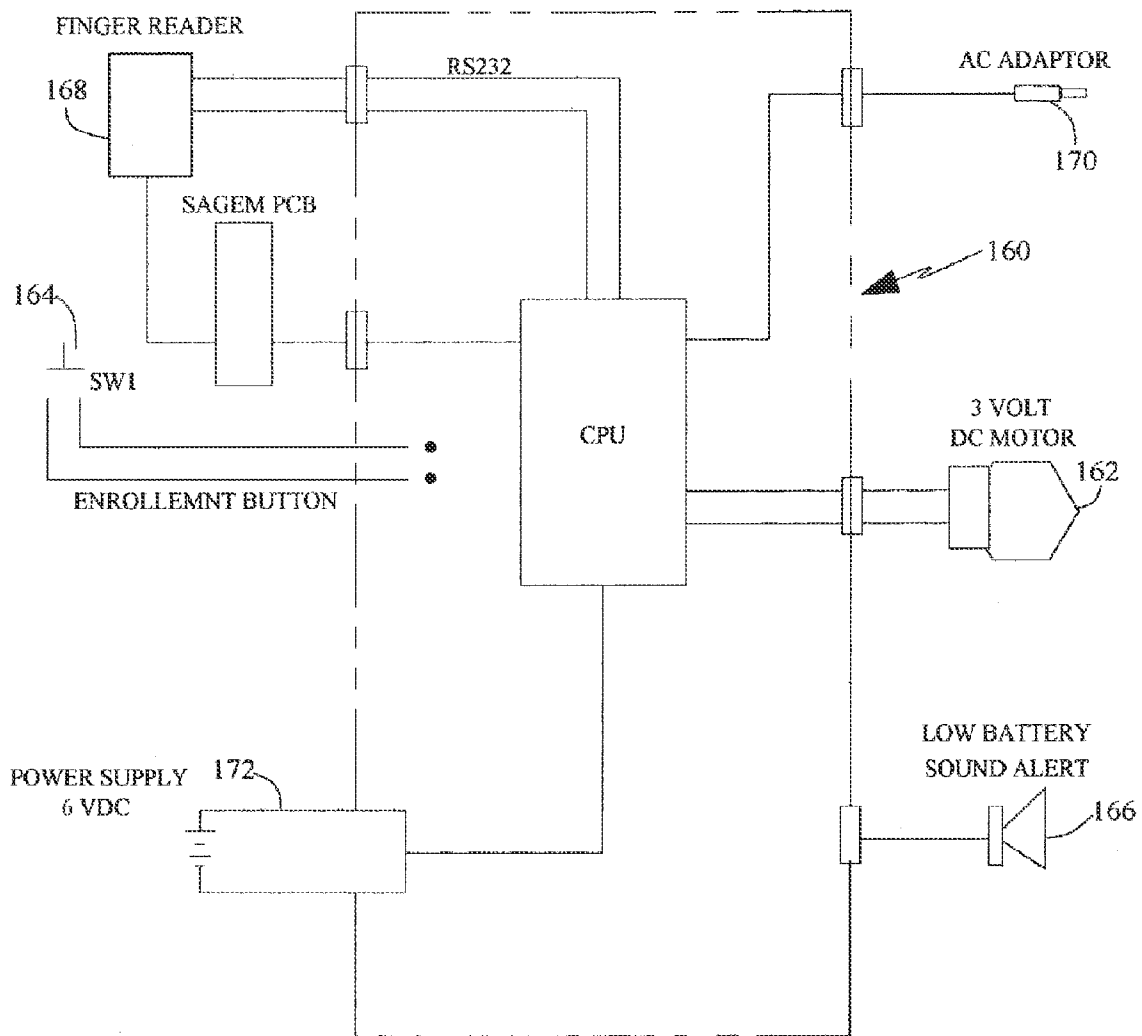 FINGER READER
168
RS232
AC ADAPTOR
170
SAGEM PCB
160
164
SW1
CPU
3 VOLT
DC MOTOR
162
ENROLLEMNT BUTTON
POWER SUPPLY
6 VDC
172
LOW BATTERY
SOUND ALERT
166